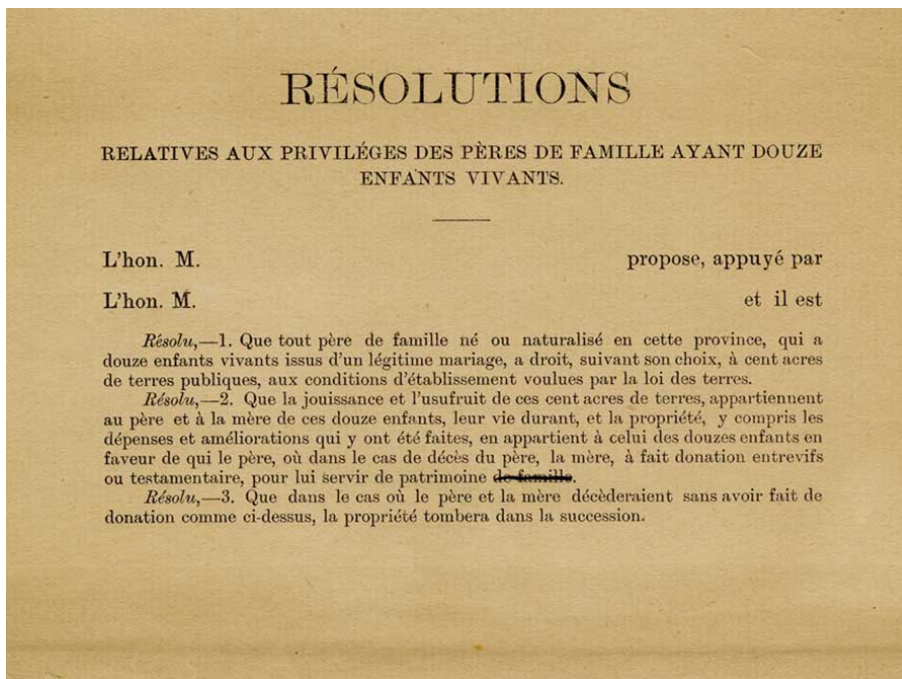 RÉSOLUTIONS
RELATIVES AUX PRIVILÉGES DES PÈRES DE FAMILLE AYANT DOUZE
ENFANTS VIVANTS.
L'hon. M. propose, appuyé par
L'hon. M. et il est
Résolu,—1. Que tout père de famille né ou naturalisé en cette province, qui a
douze enfants vivants issus d'un légitime mariage, a droit, suivant son choix, à cent acres
de terres publiques, aux conditions d'établissement voulues par la loi des terres.
Résolu,—2. Que la jouissance et l'usufruit de ces cent acres de terres, appartiennent
au père et à la mère de ces douze enfants, leur vie durant, et la propriété, y compris les
dépenses et améliorations qui y ont été faites, en appartient à celui des douzes enfants en
faveur de qui le père, où dans le cas de décès du père, la mère, à fait donation entrevifs
ou testamentaire, pour lui servir de patrimoine de famille.
Résolu,—3. Que dans le cas où le père et la mère décèderaient sans avoir fait de
donation comme ci-dessus, la propriété tombera dans la succession.